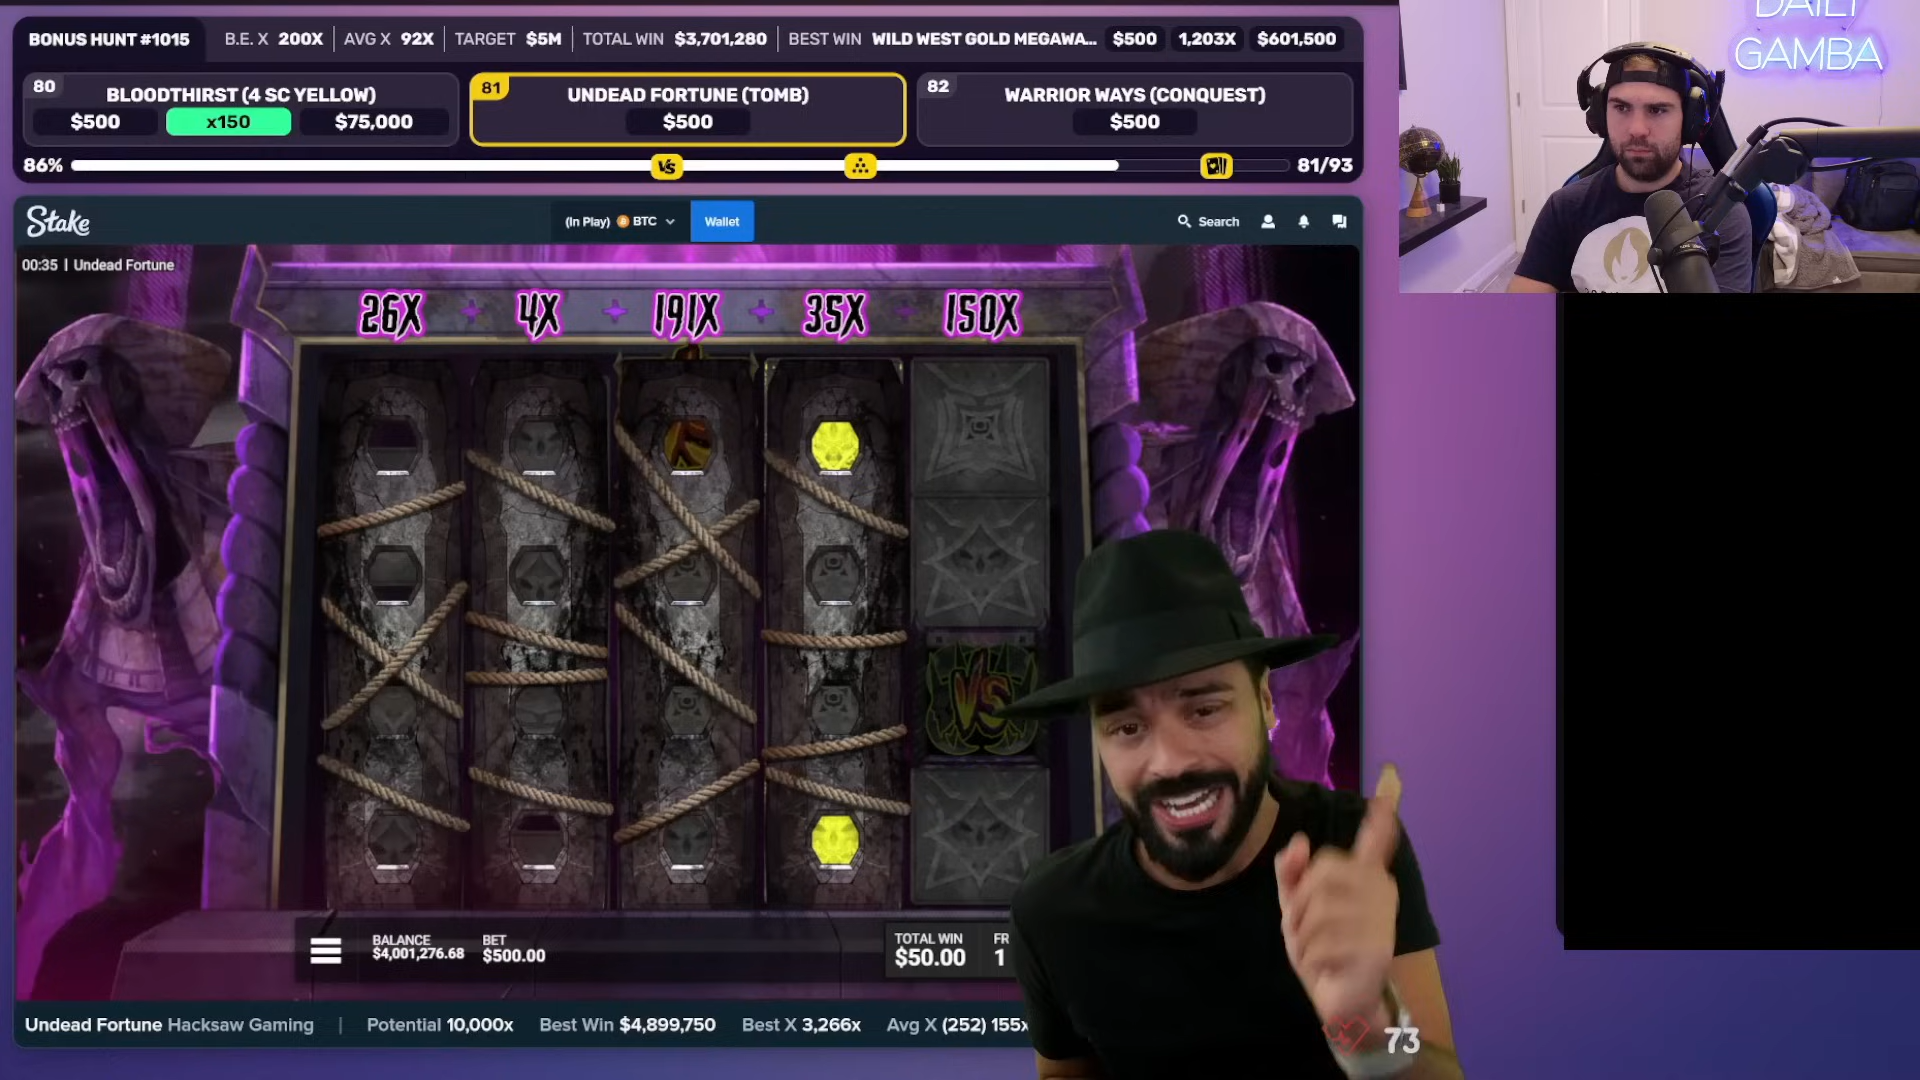 BONUS HUNT #1015
B.E. X 200X
AVG X 92X
TARGET $5M
TOTAL WIN $3,701,280
BEST WIN WILD WEST GOLD MEGAWA... $500 1,203X $601,500
80
BLOODTHIRST (4 SC YELLOW)
$500 x150 $75,000
81
UNDEAD FORTUNE (TOMB)
$500
82
WARRIOR WAYS (CONQUEST)
$500
86%
VS
81/93
DAILY
GAMBA
Stake
(In Play) BTC
Wallet
Search
00:35 | Undead Fortune
26X + 4X + 191X + 35X + 150X
VS
BALANCE
$4,001,276.68
BET
$500.00
TOTAL WIN
$50.00
FR
1
Undead Fortune Hacksaw Gaming | Potential 10,000x Best Win $4,899,750 Best X 3,266x Avg X (252) 155x
73